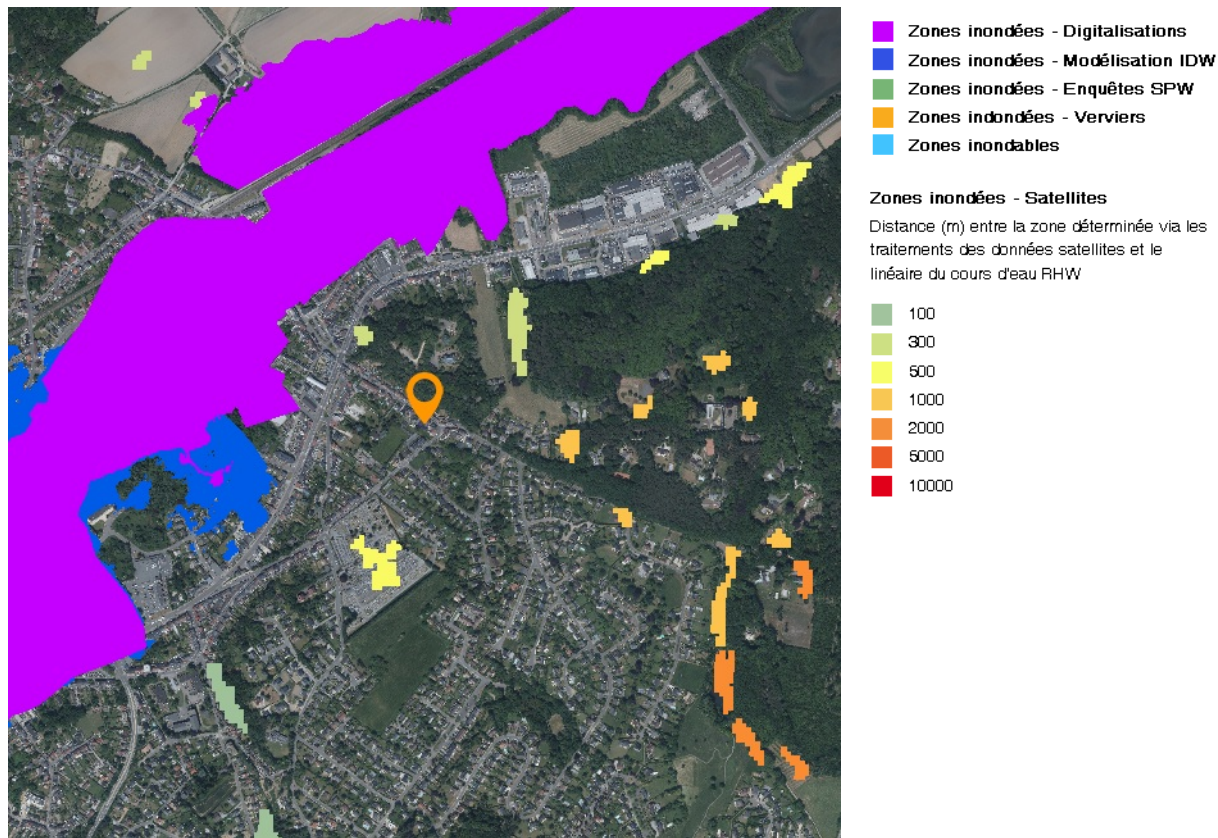 Zones inondées - Digitalisations
Zones inondées - Modélisation IDW
Zones inondées - Enquêtes SPW
Zones indondées - Verviers
Zones inondables
Zones inondées - Satellites
Distance (m) entre la zone déterminée via les
traitements des données satellites et le
linéaire du cours d'eau RHW
100
300
500
1000
2000
5000
10000